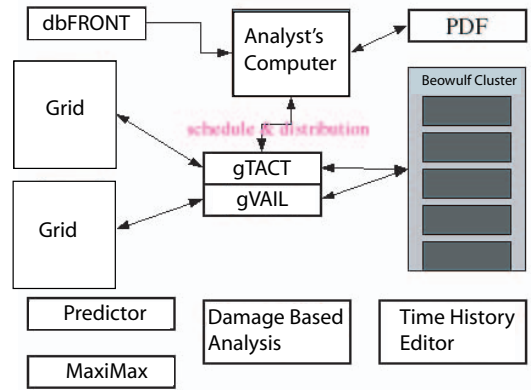 dbFRONT
Analyst's
Computer
PDF
Grid
Beowulf Cluster
schedule & distribution
gTACT
gVAIL
Grid
Predictor
Damage Based
Analysis
Time History
Editor
MaxiMax